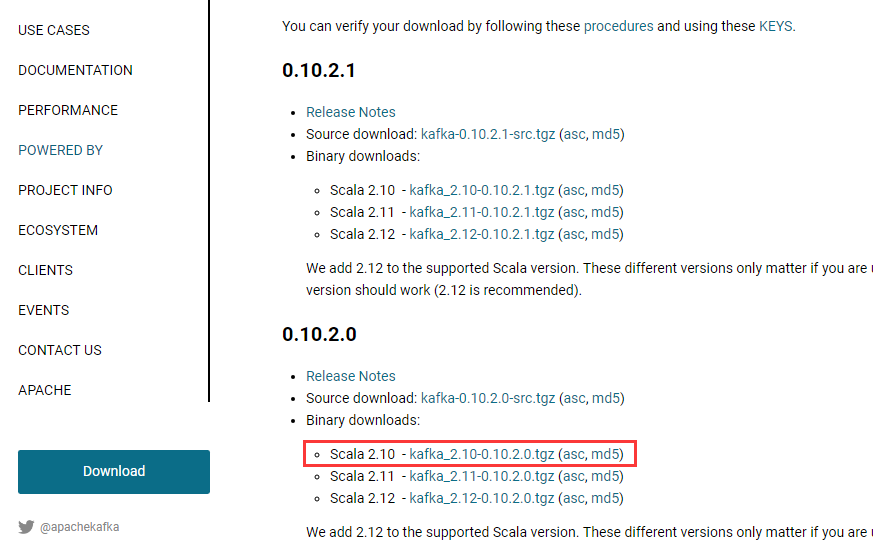 USE CASES
DOCUMENTATION
PERFORMANCE
POWERED BY
PROJECT INFO
ECOSYSTEM
CLIENTS
EVENTS
CONTACT US
APACHE
Download
@apachekafka
You can verify your download by following these procedures and using these KEYS.
0.10.2.1
Release Notes
Source download: kafka-0.10.2.1-src.tgz (asc, md5)
Binary downloads:
Scala 2.10 - kafka_2.10-0.10.2.1.tgz (asc, md5)
Scala 2.11 - kafka_2.11-0.10.2.1.tgz (asc, md5)
Scala 2.12 - kafka_2.12-0.10.2.1.tgz (asc, md5)
We add 2.12 to the supported Scala version. These different versions only matter if you are
version should work (2.12 is recommended).
0.10.2.0
Release Notes
Source download: kafka-0.10.2.0-src.tgz (asc, md5)
Binary downloads:
Scala 2.10 - kafka_2.10-0.10.2.0.tgz (asc, md5)
Scala 2.11 - kafka_2.11-0.10.2.0.tgz (asc, md5)
Scala 2.12 - kafka_2.12-0.10.2.0.tgz (asc, md5)
We add 2.12 to the supported Scala version. These different versions only matter if you are